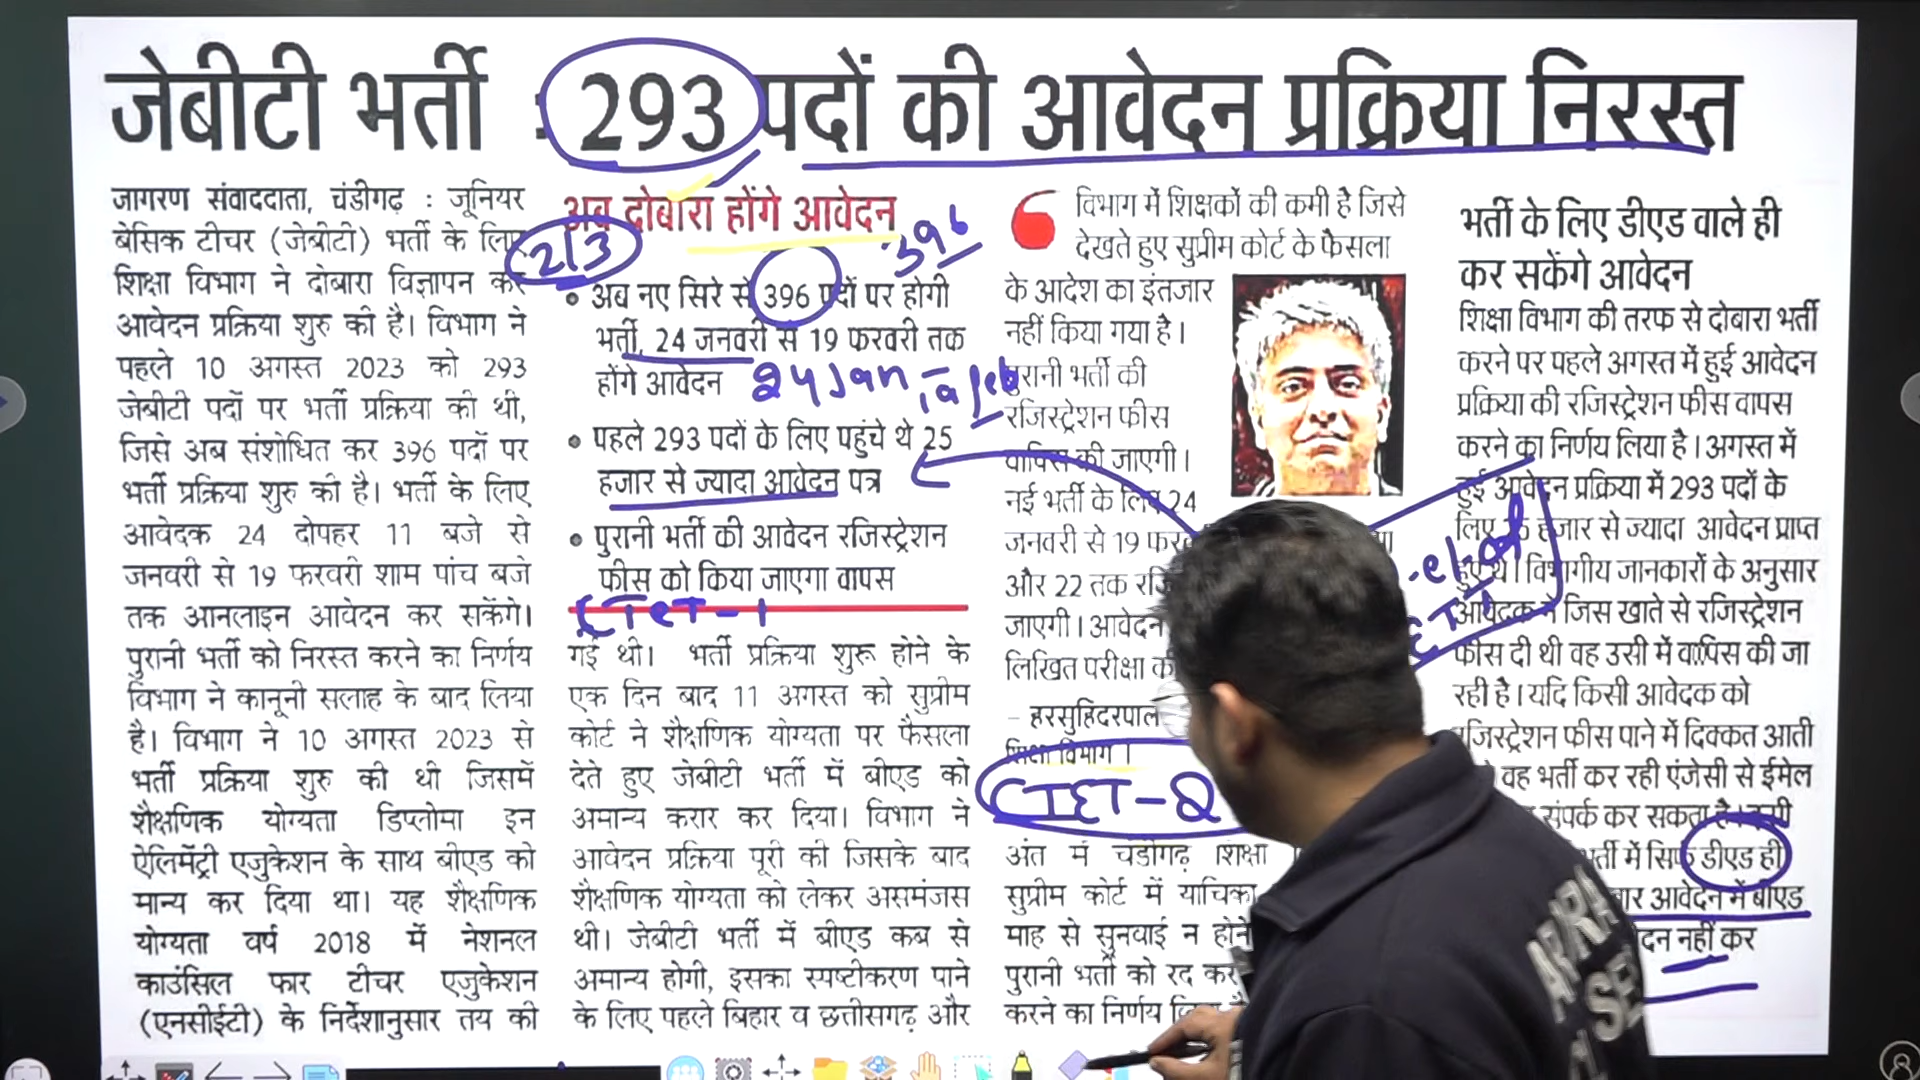 जेबीटी भर्ती : 293 पदों की आवेदन प्रक्रिया निरस्त
जागरण संवाददाता, चंडीगढ़ : जूनियर
बेसिक टीचर (जेबीटी) भर्ती के लिए
शिक्षा विभाग ने दोबारा विज्ञापन कर
आवेदन प्रक्रिया शुरु की है। विभाग ने
पहले 10 अगस्त 2023 को 293
जेबीटी पदों पर भर्ती प्रक्रिया की थी,
जिसे अब संशोधित कर 396 पदों पर
भर्ती प्रक्रिया शुरु की है। भर्ती के लिए
आवेदक 24 दोपहर 11 बजे से
जनवरी से 19 फरवरी शाम पांच बजे
तक आनलाइन आवेदन कर सकेंगे।
पुरानी भर्ती को निरस्त करने का निर्णय
विभाग ने कानूनी सलाह के बाद लिया
है। विभाग ने 10 अगस्त 2023 से
भर्ती प्रक्रिया शुरु की थी जिसमें
शैक्षणिक योग्यता डिप्लोमा इन
ऐलिमेंट्री एजुकेशन के साथ बीएड को
मान्य कर दिया था। यह शैक्षणिक
योग्यता वर्ष 2018 में नेशनल
काउंसिल फार टीचर एजुकेशन
(एनसीईटी) के निर्देशानुसार तय की
अब दोबारा होंगे आवेदन
2/3
396
• अब नए सिरे से 396 पदों पर होगी
भर्ती, 24 जनवरी से 19 फरवरी तक
होंगे आवेदन
24 Jan
• पहले 293 पदों के लिए पहुंचे थे 25
हजार से ज्यादा आवेदन पत्र
• पुरानी भर्ती की आवेदन रजिस्ट्रेशन
फीस को किया जाएगा वापस
CTET-1
गई थी। भर्ती प्रक्रिया शुरू होने के
एक दिन बाद 11 अगस्त को सुप्रीम
कोर्ट ने शैक्षणिक योग्यता पर फैसला
देते हुए जेबीटी भर्ती में बीएड को
अमान्य करार कर दिया। विभाग ने
आवेदन प्रक्रिया पूरी की जिसके बाद
शैक्षणिक योग्यता को लेकर असमंजस
थी। जेबीटी भर्ती में बीएड कब से
अमान्य होगी, इसका स्पष्टीकरण पाने
के लिए पहले बिहार व छत्तीसगढ़ और
विभाग में शिक्षकों की कमी है जिसे
देखते हुए सुप्रीम कोर्ट के फैसला
के आदेश का इंतजार
नहीं किया गया है।
पुरानी भर्ती की
रजिस्ट्रेशन फीस
वापिस की जाएगी।
नई भर्ती के लिए 24
जनवरी से 19
और 22 तक
जाएगी। आवेदन
लिखित परीक्षा
– हरसुहिंदरपाल
शिक्षा विभाग।
CTET-2
अंत में चंडीगढ़ शिक्षा
सुप्रीम कोर्ट में याचिका
माह से सुनवाई न होने
पुरानी भर्ती को रद
करने का निर्णय
भर्ती के लिए डीएड वाले ही
कर सकेंगे आवेदन
शिक्षा विभाग की तरफ से दोबारा भर्ती
करने पर पहले अगस्त में हुई आवेदन
प्रक्रिया की रजिस्ट्रेशन फीस वापस
करने का निर्णय लिया है। अगस्त में
हुई आवेदन प्रक्रिया में 293 पदों के
लिए हजार से ज्यादा आवेदन प्राप्त
हुए थे। विभागीय जानकारों के अनुसार
आवेदक ने जिस खाते से रजिस्ट्रेशन
फीस दी थी वह उसी में वापिस की जा
रही है। यदि किसी आवेदक को
रजिस्ट्रेशन फीस पाने में दिक्कत आती
वह भर्ती कर रही एंजेसी से ईमेल
संपर्क कर सकता है।
में सिर्फ डीएड ही
आवेदन में बीएड
नहीं कर